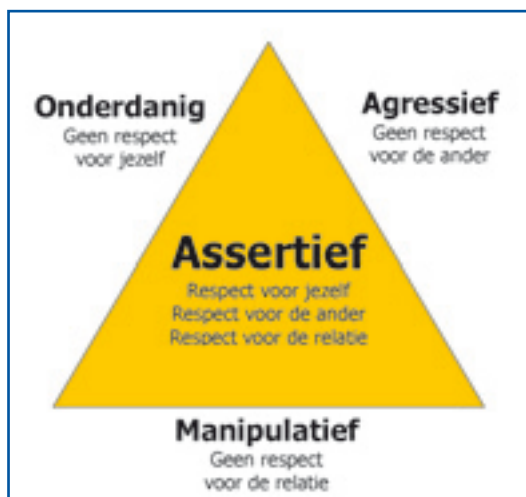 Onderdanig
Geen respect
voor jezelf
Agressief
Geen respect
voor de ander
Assertief
Respect voor jezelf
Respect voor de ander
Respect voor de relatie
Manipulatief
Geen respect
voor de relatie